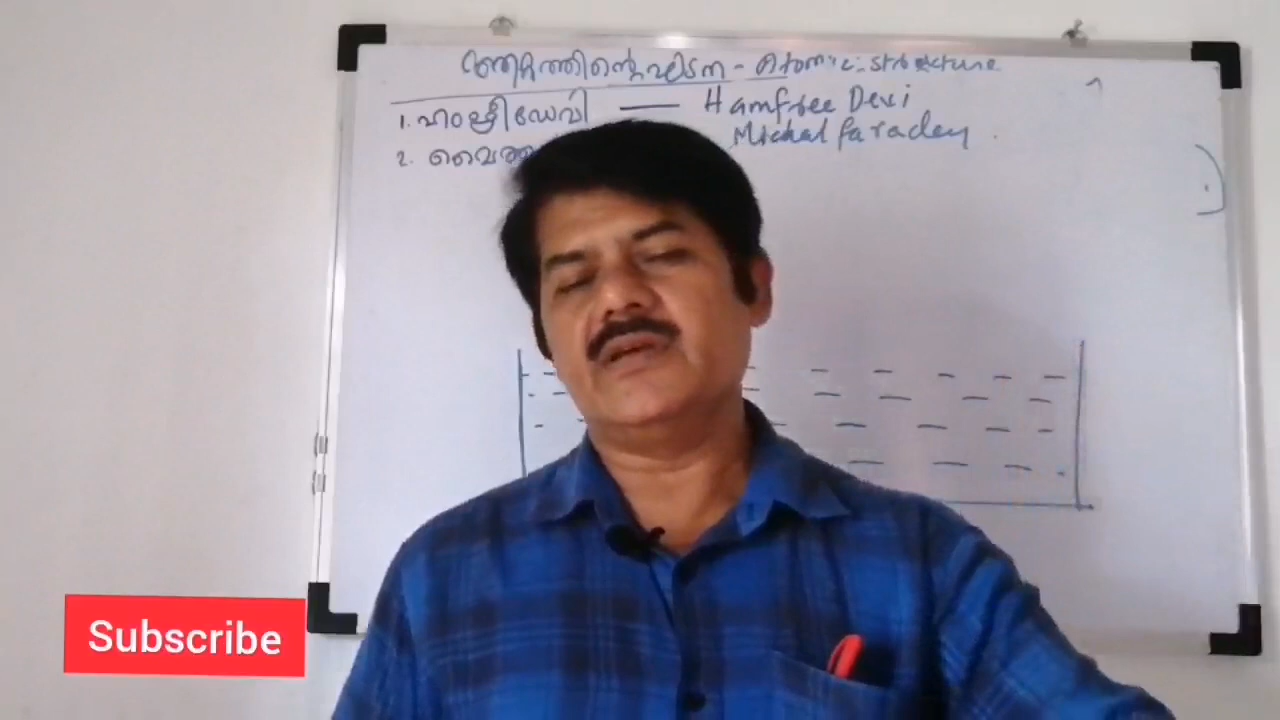 ആറ്റത്തിന്റെ ഘടന - Atomic structure
1. ഹംഫ്രീഡേവി — Hamfree Devi
Michal faradey.
2.
Subscribe